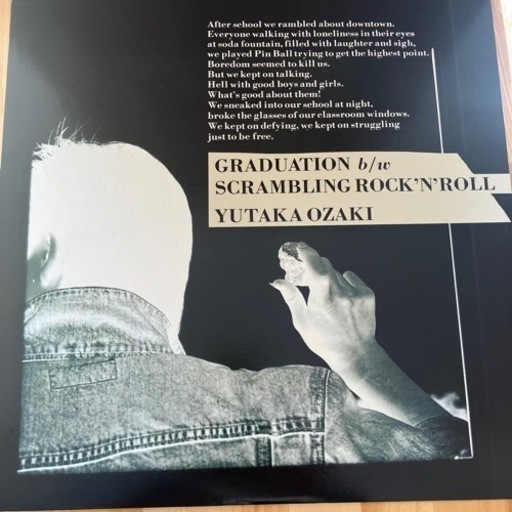 After school we rambled about downtown.
Everyone walking with loneliness in their eyes
at soda fountain, filled with laughter and sigh,
we played Pin Ball trying to get the highest point.
Boredom seemed to kill us.
But we kept on talking.
Hell with good boys and girls.
What's good about them!
We sneaked into our school at night,
broke the glasses of our classroom windows.
We kept on defying, we kept on struggling
just to be free.
GRADUATION b/w
SCRAMBLING ROCK'N'ROLL
YUTAKA OZAKI